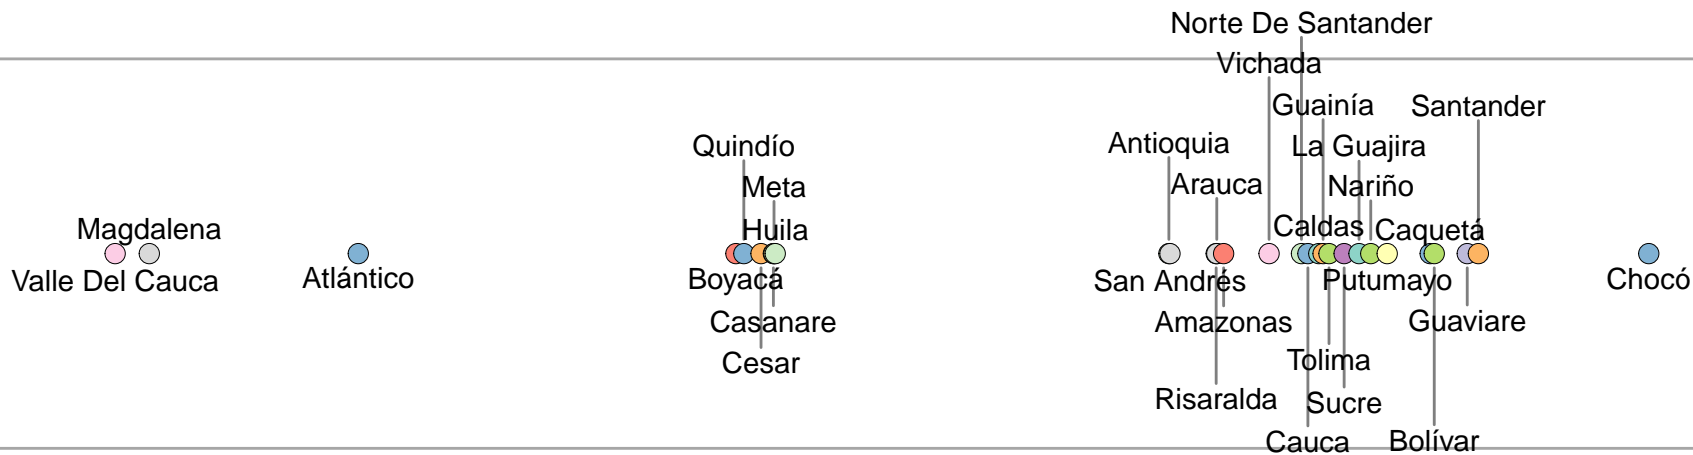 Norte De Santander
Vichada
Guainía
Santander
Antioquia
Quindío
La Guajira
Arauca
Nariño
Meta
Caldas
Magdalena
Huila
Caquetá
Atlántico
Boyacá
Chocó
Valle Del Cauca
San Andrés
Putumayo
Guaviare
Casanare
Amazonas
Tolima
Cesar
Risaralda
Sucre
Cauca
Bolívar